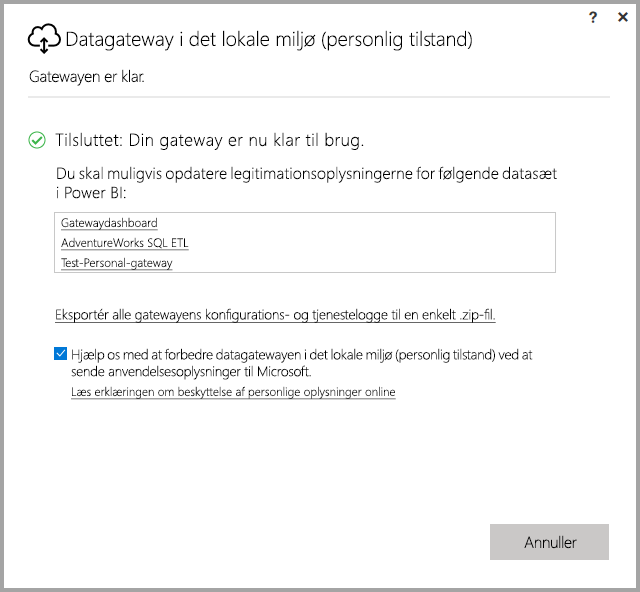 ? ×
Datagateway i det lokale miljø (personlig tilstand)
Gatewayen er klar.
Tilsluttet: Din gateway er nu klar til brug.
Du skal muligvis opdatere legitimationsoplysningerne for følgende datasæt
i Power BI:
Gatewaydashboard
AdventureWorks SQL ETL
Test-Personal-gateway
Eksportér alle gatewayens konfigurations- og tjenestelogge til en enkelt .zip-fil.
Hjælp os med at forbedre datagatewayen i det lokale miljø (personlig tilstand) ved at
sende anvendelsesoplysninger til Microsoft.
Læs erklæringen om beskyttelse af personlige oplysninger online
Annuller